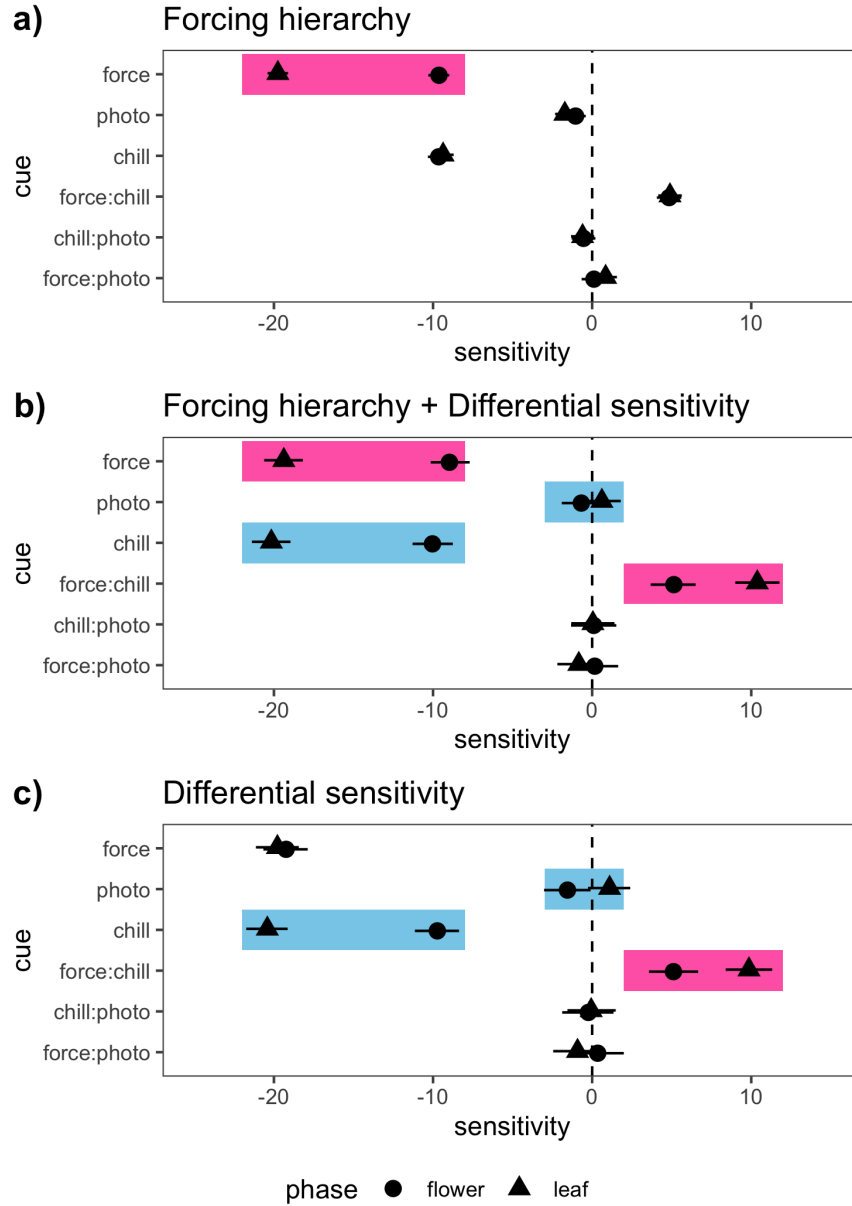 a) Forcing hierarchy
force
photo
chill
force:chill
chill:photo
force:photo
cue
-20 -10 0 10
sensitivity
b) Forcing hierarchy + Differential sensitivity
force
photo
chill
force:chill
chill:photo
force:photo
cue
-20 -10 0 10
sensitivity
c) Differential sensitivity
force
photo
chill
force:chill
chill:photo
force:photo
cue
-20 -10 0 10
sensitivity
phase flower leaf